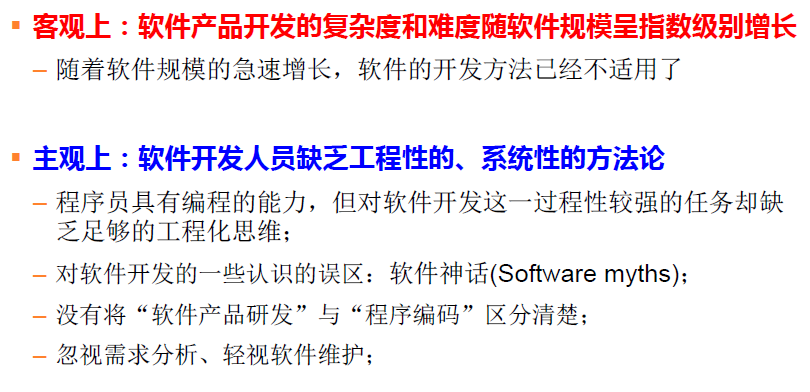 ▪ 客观上：软件产品开发的复杂度和难度随软件规模呈指数级别增长
– 随着软件规模的急速增长，软件的开发方法已经不适用了
▪ 主观上：软件开发人员缺乏工程性的、系统性的方法论
– 程序员具有编程的能力，但对软件开发这一过程性较强的任务却缺
乏足够的工程化思维；
– 对软件开发的一些认识的误区：软件神话(Software myths)；
– 没有将“软件产品研发”与“程序编码”区分清楚；
– 忽视需求分析、轻视软件维护；